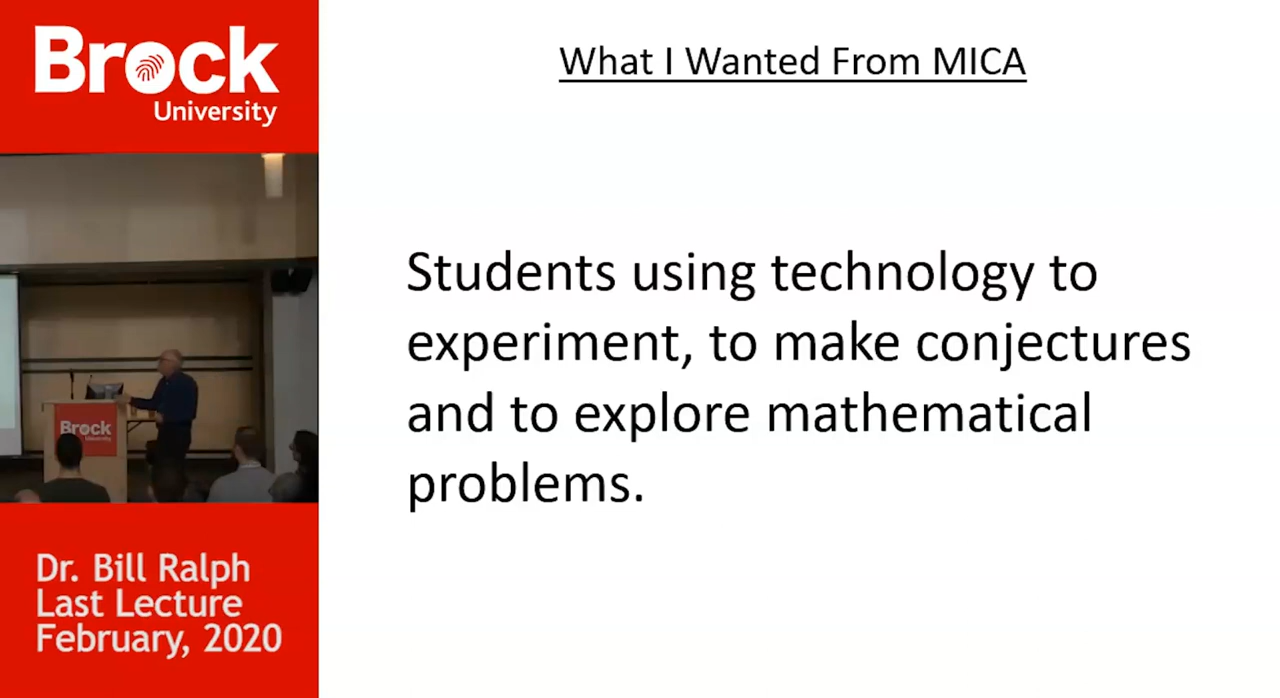 Brock
University
What I Wanted From MICA
Students using technology to
experiment, to make conjectures
and to explore mathematical
problems.
Brock
University
Dr. Bill Ralph
Last Lecture
February, 2020